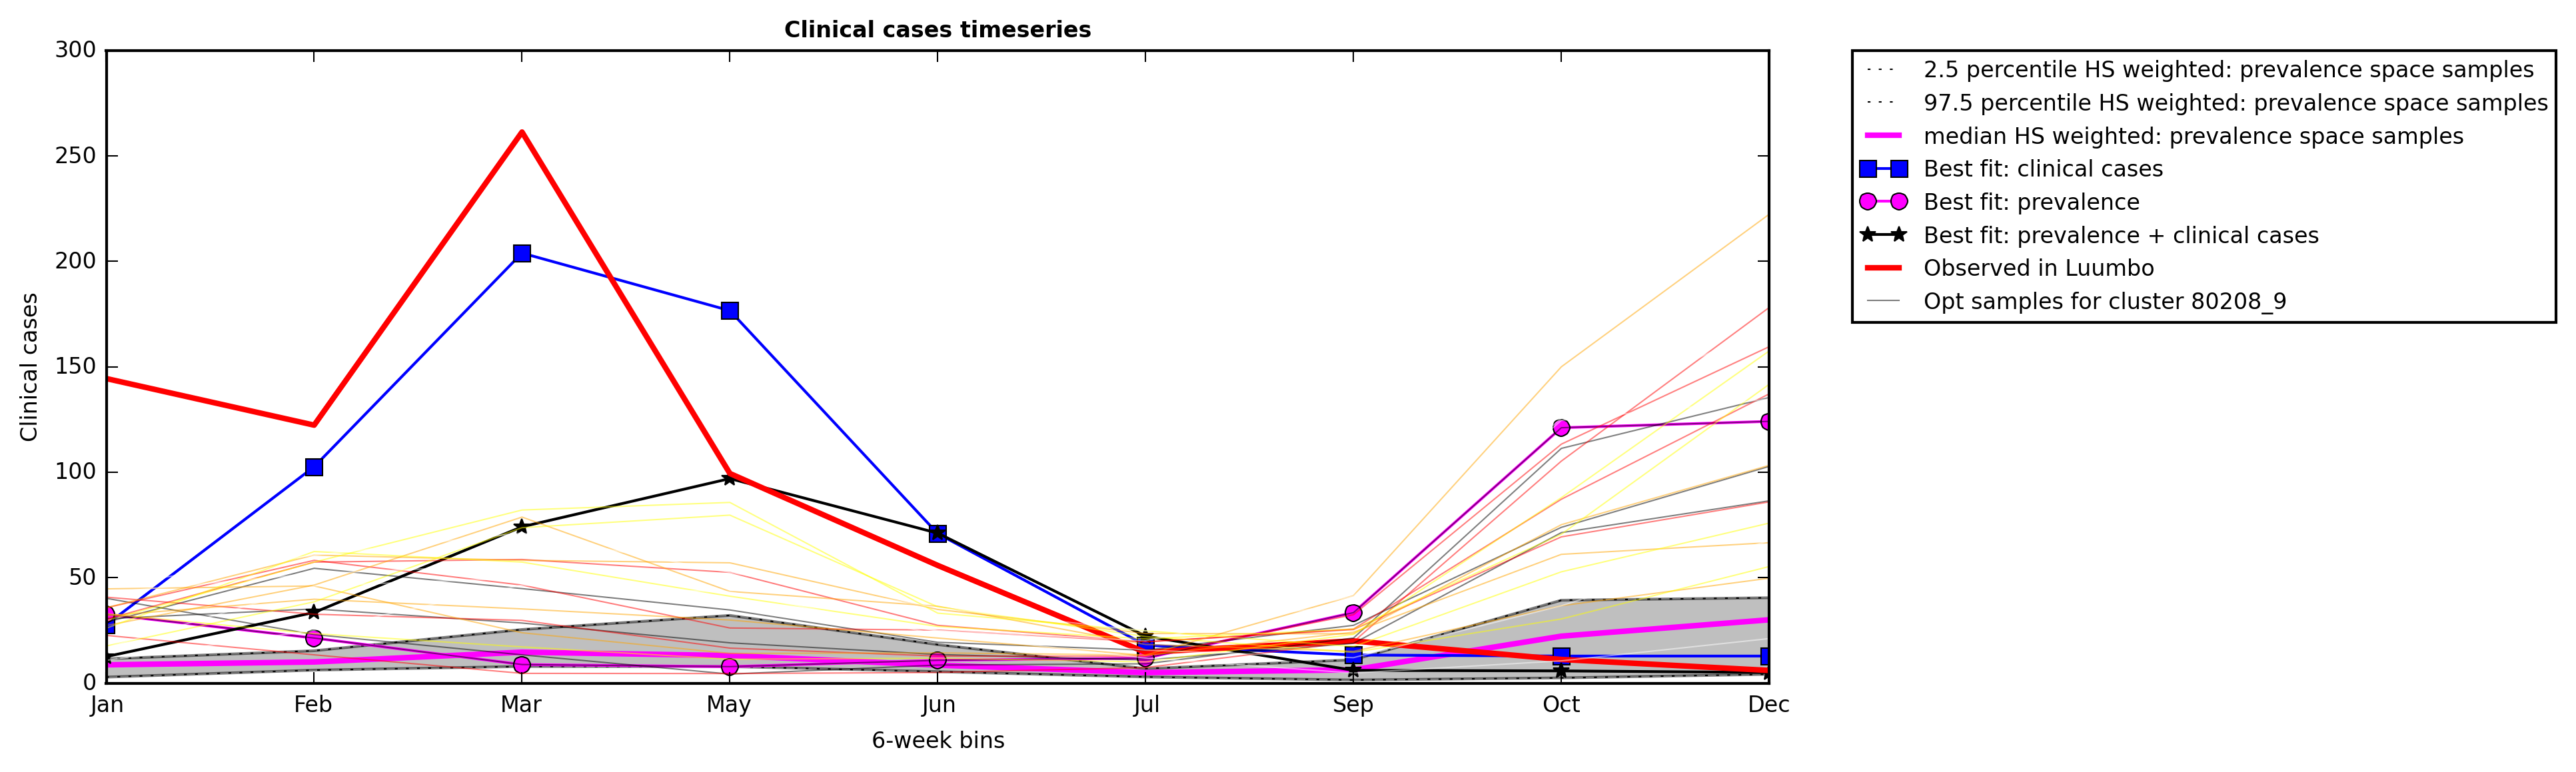 Clinical cases timeseries
300
250
200
150
100
50
0
Clinical cases
Jan Feb Mar May Jun Jul Sep Oct Dec
6-week bins
2.5 percentile HS weighted: prevalence space samples
97.5 percentile HS weighted: prevalence space samples
median HS weighted: prevalence space samples
Best fit: clinical cases
Best fit: prevalence
Best fit: prevalence + clinical cases
Observed in Luumbo
Opt samples for cluster 80208_9